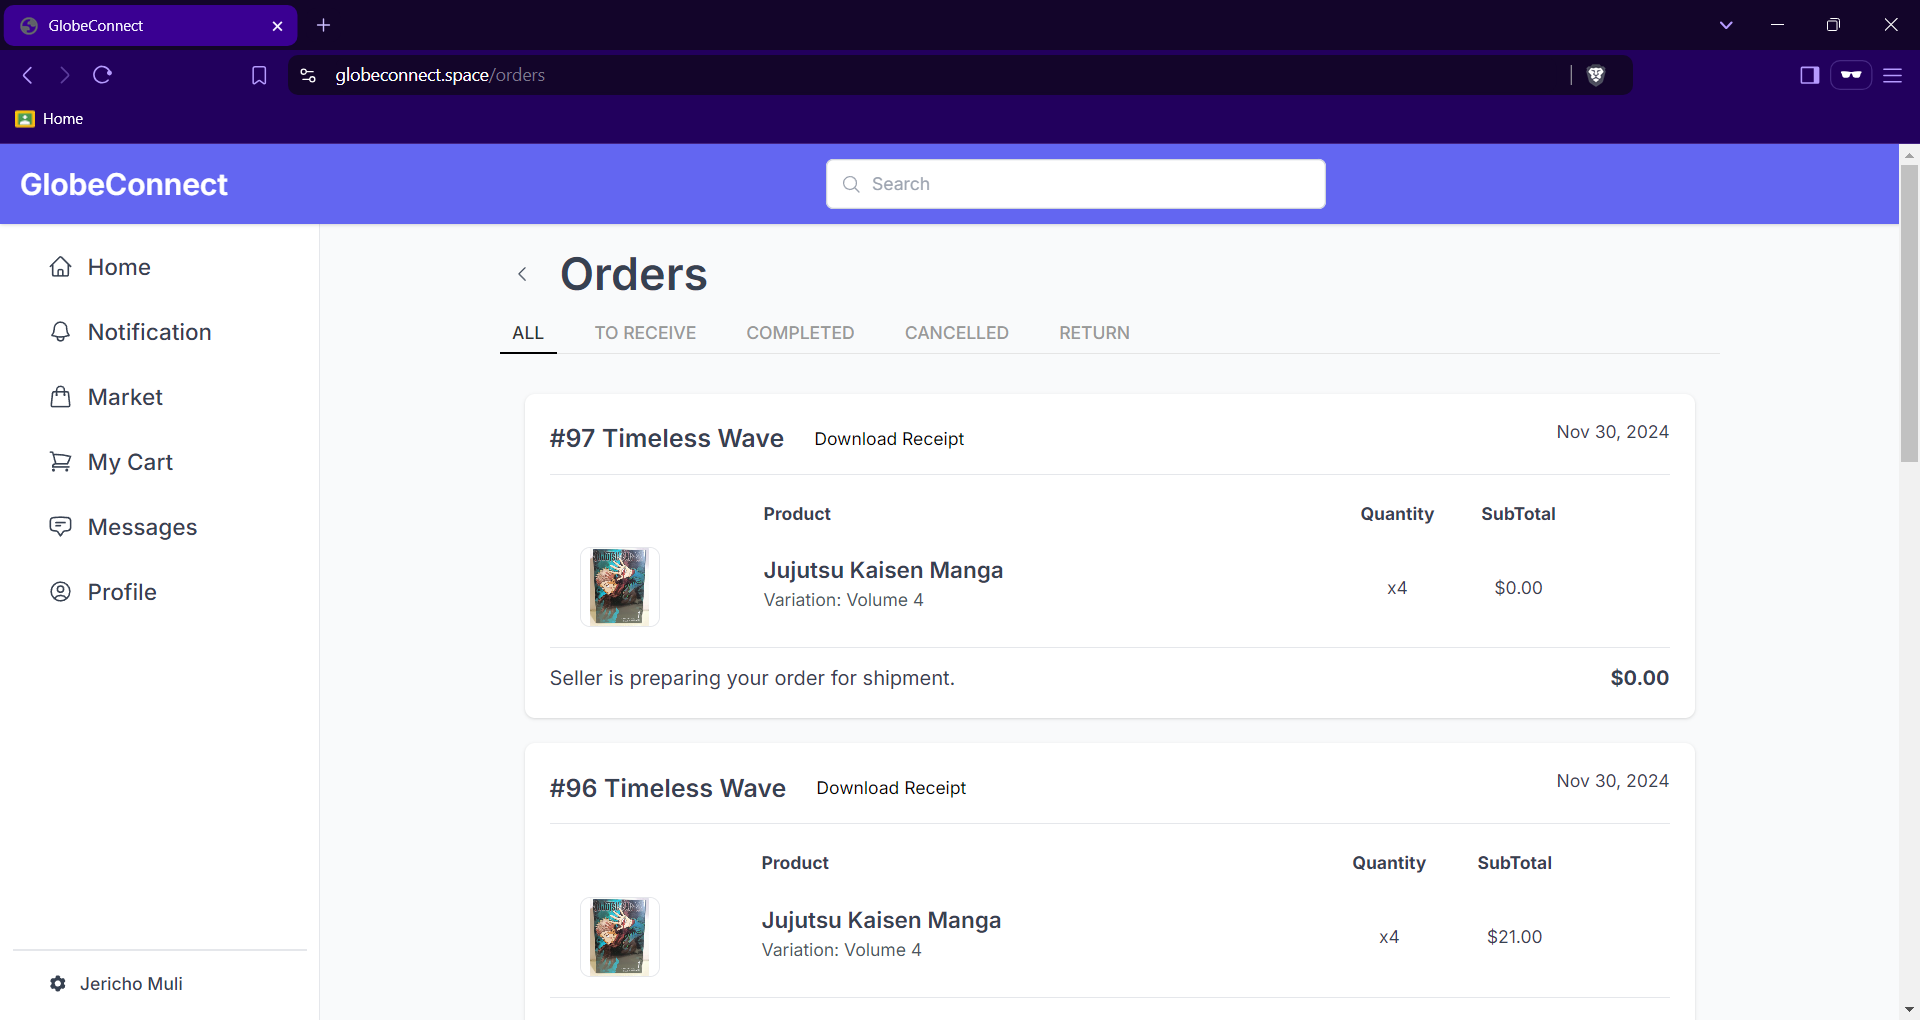 GlobeConnect
globeconnect.space/orders
Home
GlobeConnect
Search
Home
Notification
Market
My Cart
Messages
Profile
Jericho Muli
Orders
ALL TO RECEIVE COMPLETED CANCELLED RETURN
#97 Timeless Wave Download Receipt Nov 30, 2024
Product Quantity SubTotal
Jujutsu Kaisen Manga
Variation: Volume 4
x4 $0.00
Seller is preparing your order for shipment. $0.00
#96 Timeless Wave Download Receipt Nov 30, 2024
Product Quantity SubTotal
Jujutsu Kaisen Manga
Variation: Volume 4
x4 $21.00